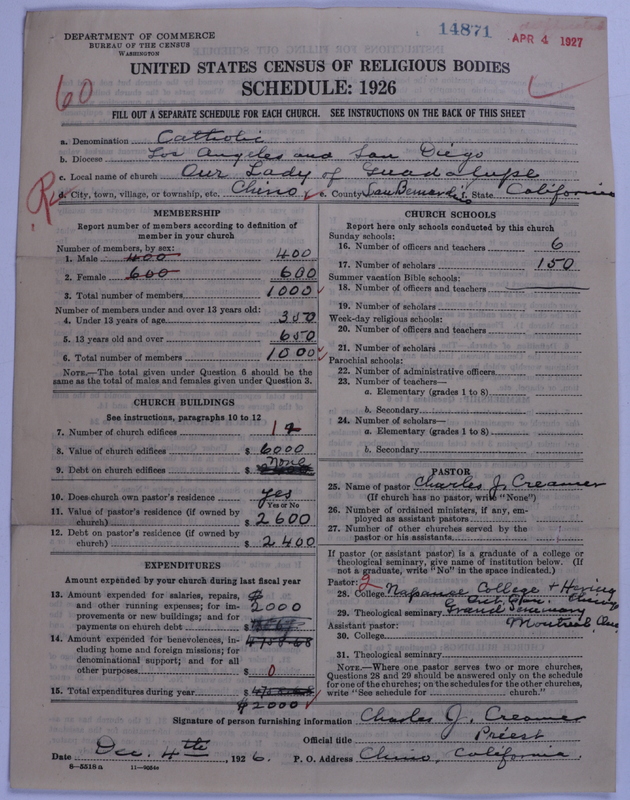 DEPARTMENT OF COMMERCE
BUREAU OF THE CENSUS
WASHINGTON
14871
APR 4 1927
UNITED STATES CENSUS OF RELIGIOUS BODIES
SCHEDULE: 1926
60
FILL OUT A SEPARATE SCHEDULE FOR EACH CHURCH. SEE INSTRUCTIONS ON THE BACK OF THIS SHEET
a. Denomination Catholic
b. Diocese Los Angeles and San Diego
c. Local name of church Our Lady of Guadalupe
d. City, town, village, or township, etc. Chino e. County San Bernardino f. State California
MEMBERSHIP
Report number of members according to definition of
member in your church
Number of members, by sex:
1. Male 400 400
2. Female 600 600
3. Total number of members 1000
Number of members under and over 13 years old:
4. Under 13 years of age 350
5. 13 years old and over 650
6. Total number of members 1000
NOTE.—The total given under Question 6 should be the
same as the total of males and females given under Question 3.
CHURCH BUILDINGS
See instructions, paragraphs 10 to 12
7. Number of church edifices 1
8. Value of church edifices $ 6000
9. Debt on church edifices $ None
10. Does church own pastor's residence yes
Yes or No
11. Value of pastor's residence (if owned by
church) $ 2600
12. Debt on pastor's residence (if owned by
church) $ 2400
EXPENDITURES
Amount expended by your church during last fiscal year
13. Amount expended for salaries, repairs, $
and other running expenses; for im- 2000
provements or new buildings; and for
payments on church debt $
14. Amount expended for benevolences, in-
cluding home and foreign missions; for
denominational support; and for all
other purposes $ 0
15. Total expenditures during year $
$2000
CHURCH SCHOOLS
Report here only schools conducted by this church
Sunday schools:
16. Number of officers and teachers 6
17. Number of scholars 150
Summer vacation Bible schools:
18. Number of officers and teachers
19. Number of scholars
Week-day religious schools:
20. Number of officers and teachers
21. Number of scholars
Parochial schools:
22. Number of administrative officers
23. Number of teachers—
a. Elementary (grades 1 to 8)
b. Secondary
24. Number of scholars—
a. Elementary (grades 1 to 8)
b. Secondary
PASTOR
25. Name of pastor Charles J. Creamer
(If church has no pastor, write "None")
26. Number of ordained ministers, if any, em-
ployed as assistant pastors
27. Number of other churches served by the
pastor or his assistants
If pastor (or assistant pastor) is a graduate of a college or
theological seminary, give name of institution below. (If
not a graduate, write "No" in the space indicated.)
Pastor: 2
28. College College +
29. Theological seminary Grand Seminary
Assistant pastor: Montreal, Can
30. College
31. Theological seminary
NOTE.—Where one pastor serves two or more churches,
Questions 28 and 29 should be answered only on the schedule
for one of the churches; on the schedules for the other churches,
write "See schedule for church."
Signature of person furnishing information Charles J. Creamer
Official title Priest
Date Dec. 4th, 1926. P. O. Address Chino, California.
8—5518 a 11—9054